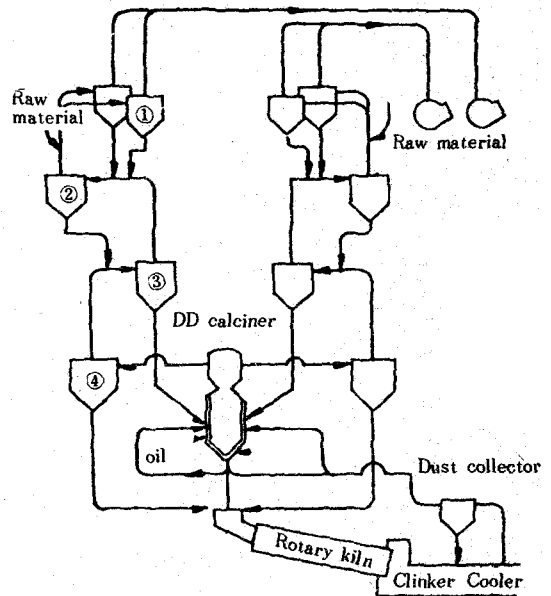 Raw
material
①
Raw material
②
③
DD calciner
④
oil
Dust collector
Rotary kiln
Clinker Cooler